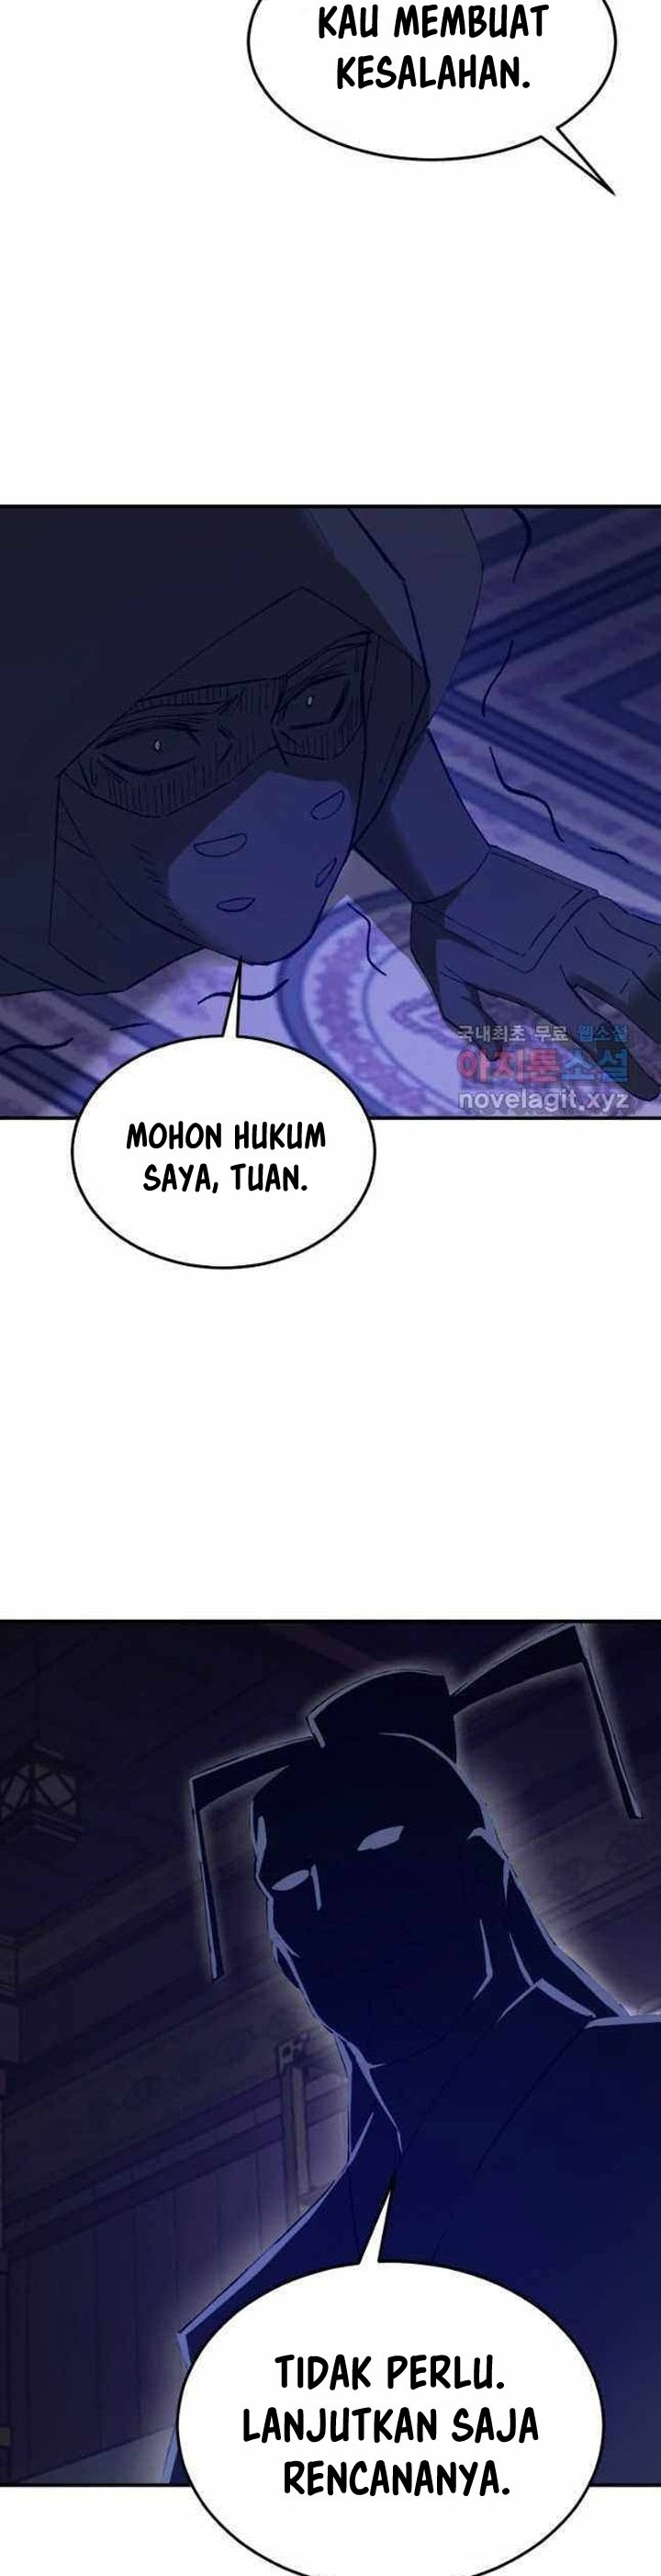 KAU MEMBUAT
KESALAHAN.
국내최초 무료 웹소설
아지툰소설
novelagit.xyz
MOHON HUKUM
SAYA, TUAN.
TIDAK PERLU.
LANJUTKAN SAJA
RENCANANYA.